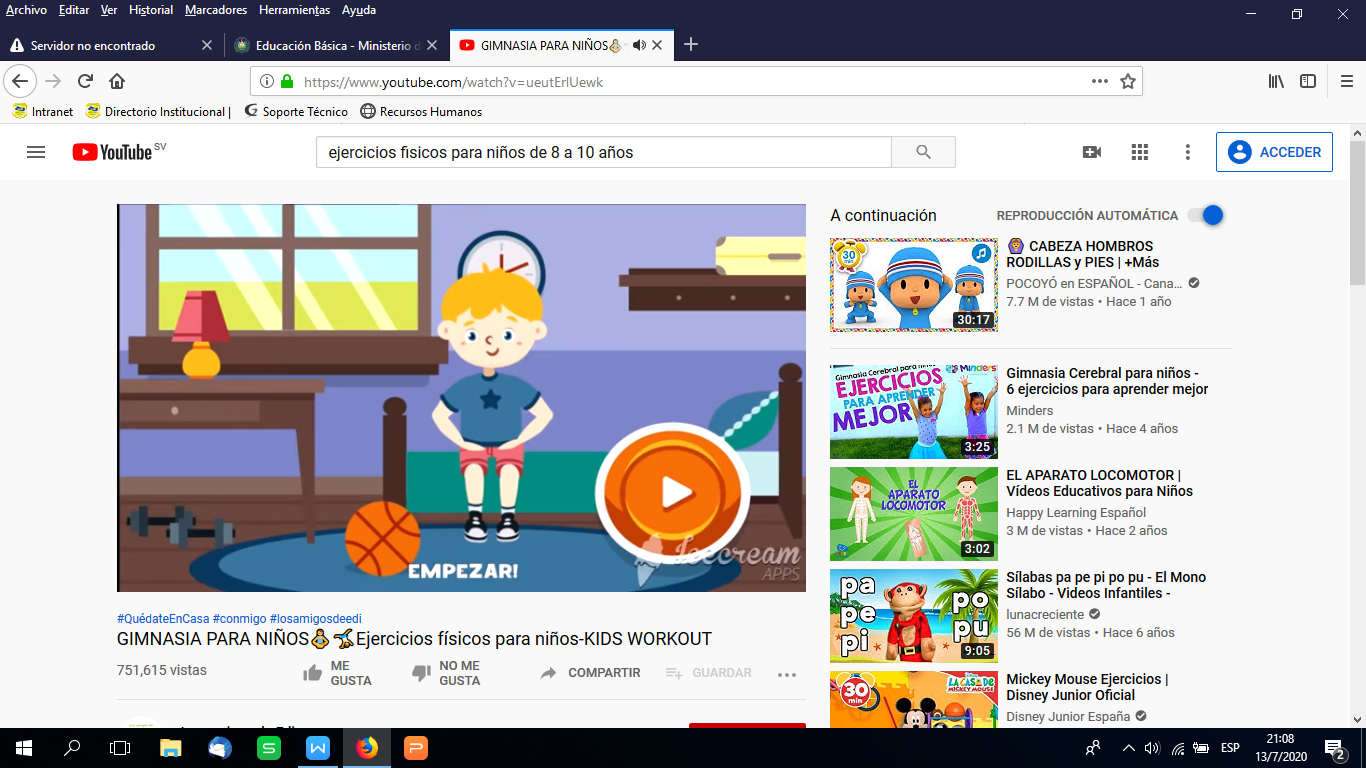 Archivo Editar Ver Historial Marcadores Herramientas Ayuda
Servidor no encontrado
Educación Básica - Ministerio d
GIMNASIA PARA NIÑOS
https://www.youtube.com/watch?v=ueutErlUewk
Intranet
Directorio Institucional |
Soporte Técnico
Recursos Humanos
YouTube SV
ejercicios fisicos para niños de 8 a 10 años
ACCEDER
EMPEZAR!
Icecream
APPS
#QuédateEnCasa #conmigo #losamigosdeedi
GIMNASIA PARA NIÑOS Ejercicios físicos para niños-KIDS WORKOUT
751,615 vistas
ME GUSTA
NO ME GUSTA
COMPARTIR
GUARDAR
A continuación
REPRODUCCIÓN AUTOMÁTICA
30 min
30:17
CABEZA HOMBROS
RODILLAS y PIES | +Más
POCOYÓ en ESPAÑOL - Cana...
7.7 M de vistas • Hace 1 año
Gimnasia Cerebral para niños
Minders
EJERCICIOS
PARA APRENDER
MEJOR
3:25
Gimnasia Cerebral para niños -
6 ejercicios para aprender mejor
Minders
2.1 M de vistas • Hace 4 años
EL
APARATO
LOCOMOTOR
3:02
EL APARATO LOCOMOTOR |
Vídeos Educativos para Niños
Happy Learning Español
3 M de vistas • Hace 2 años
pa
pe
pi
po
pu
9:05
Sílabas pa pe pi po pu - El Mono
Sílabo - Videos Infantiles -
lunacreciente
56 M de vistas • Hace 6 años
30
min
LA CASA DE
MICKEY MOUSE
Mickey Mouse Ejercicios |
Disney Junior Oficial
Disney Junior España
ESP
21:08
13/7/2020
2